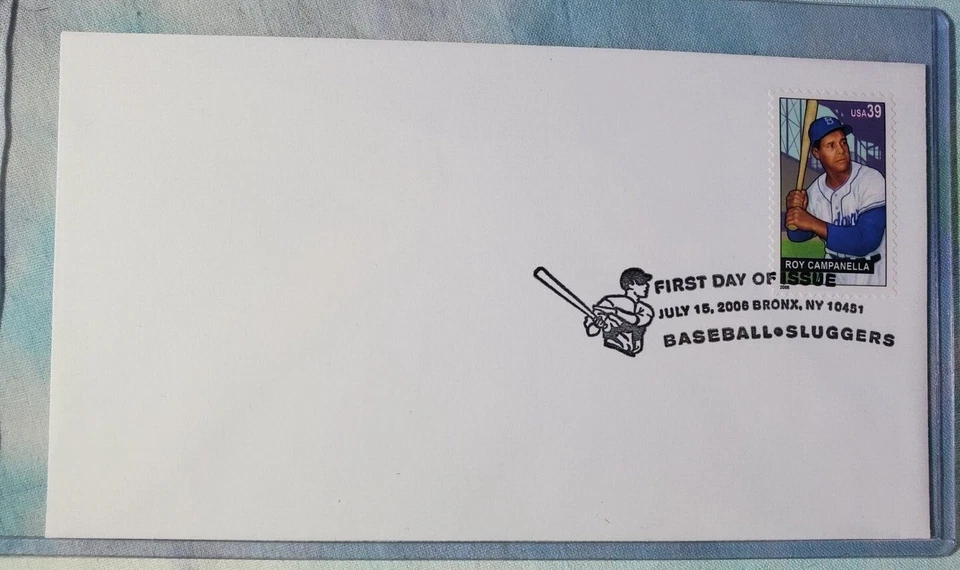 USA39
B
ROY CAMPANELLA
2006
FIRST DAY OF ISSUE
JULY 15, 2006 BRONX, NY 10451
BASEBALL•SLUGGERS